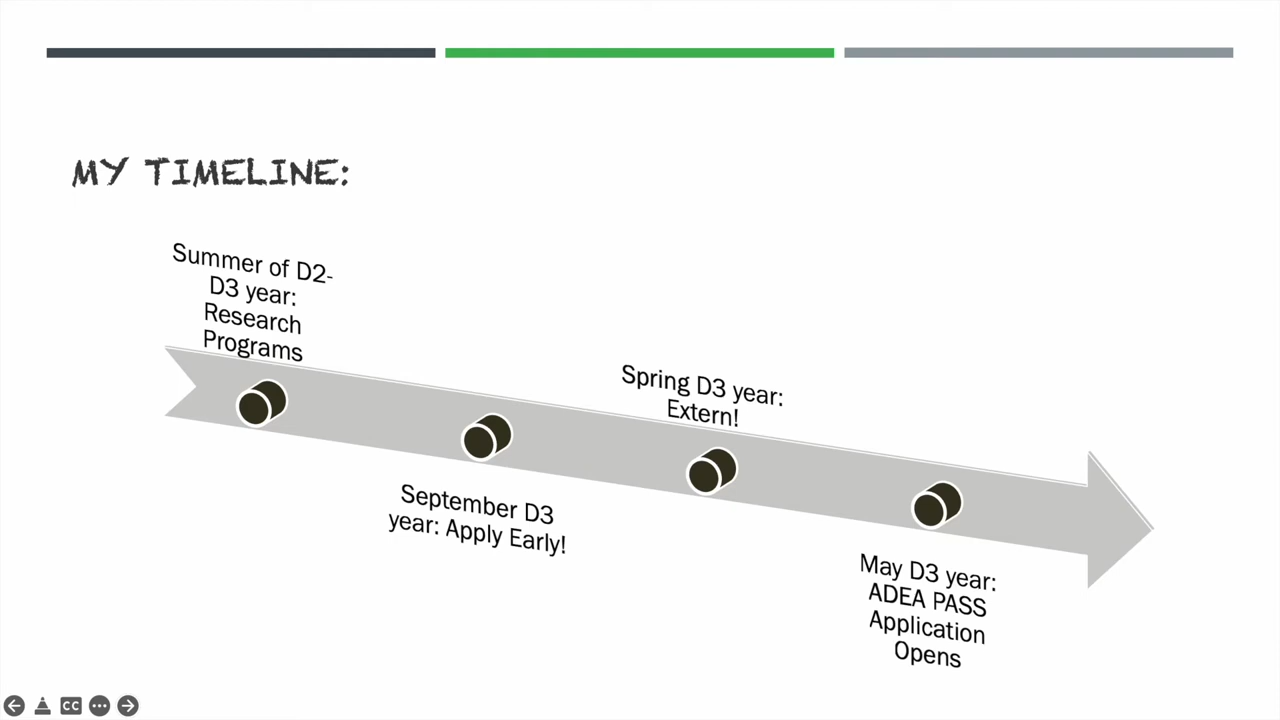 MY TIMELINE:
Summer of D2-
D3 year:
Research
Programs
September D3
year: Apply Early!
Spring D3 year:
Extern!
May D3 year:
ADEA PASS
Application
Opens
CC